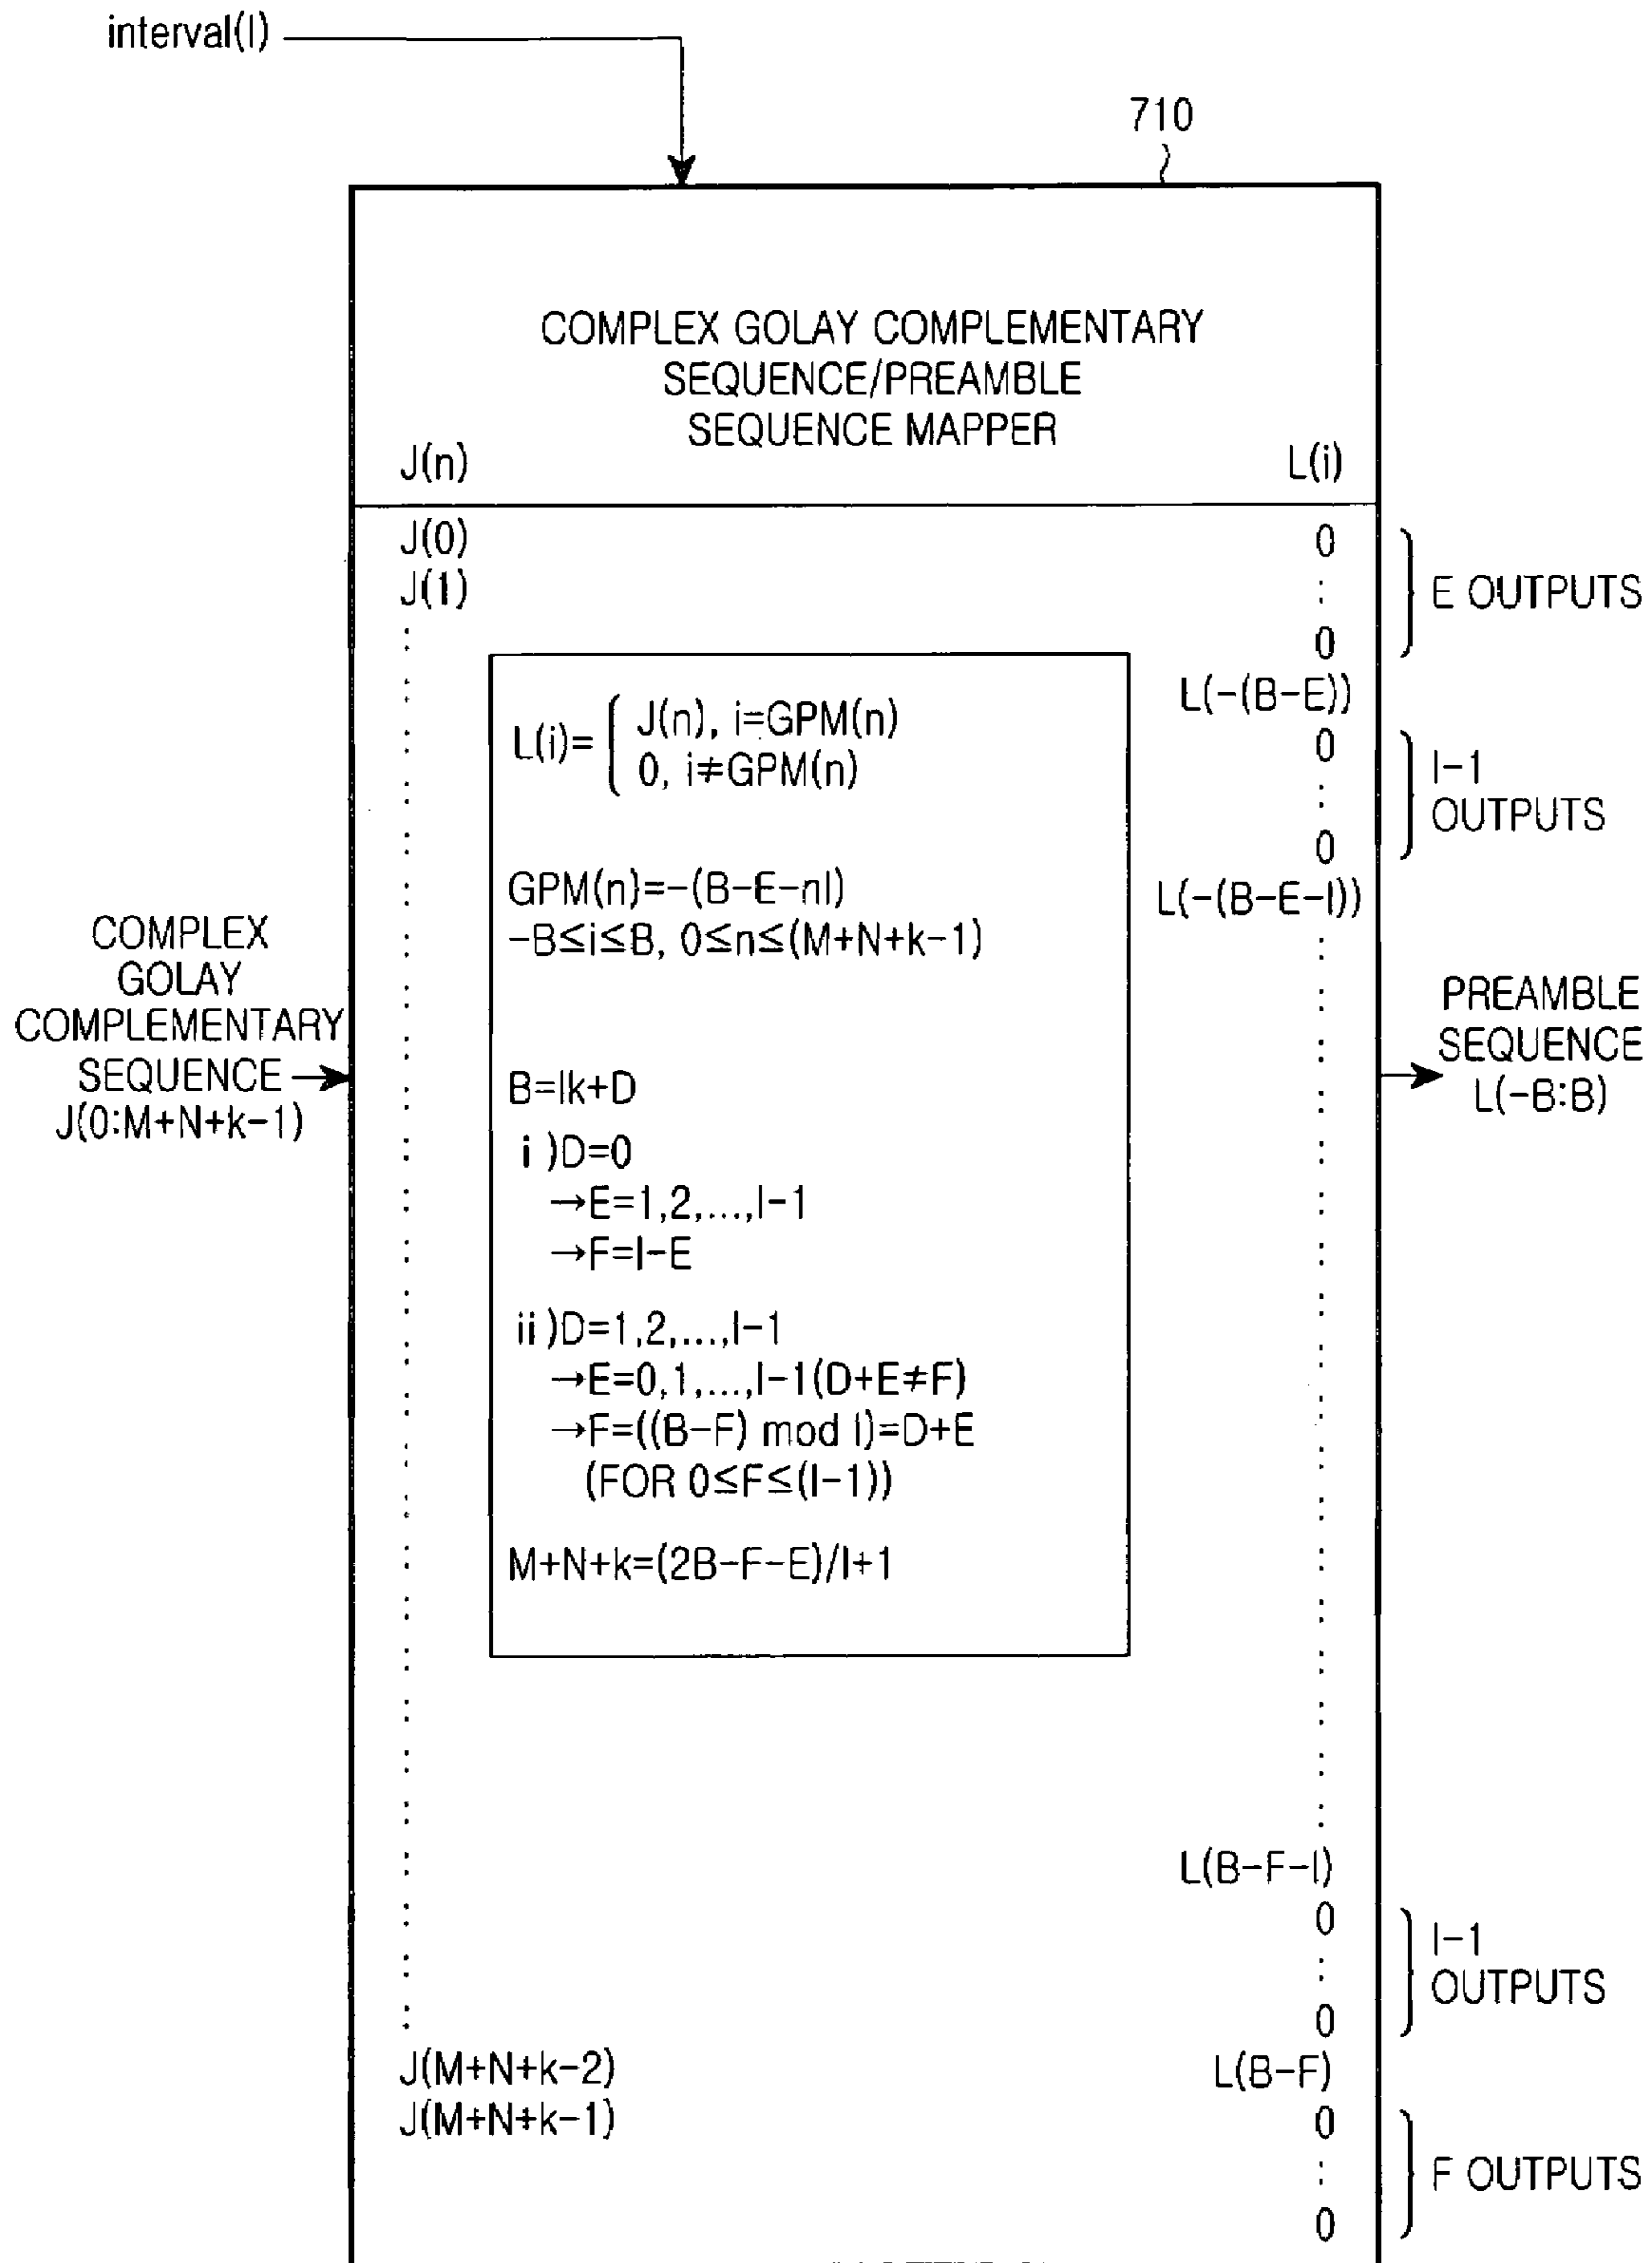 interval(I)
710
COMPLEX GOLAY COMPLEMENTARY
SEQUENCE/PREAMBLE
SEQUENCE MAPPER
J(n) L(i)
J(0) 0
J(1) :
0
E OUTPUTS
L(-(B-E))
0
:
0
I-1
OUTPUTS
L(-(B-E-I))
L(i)= { J(n), i=GPM(n)
0, i≠GPM(n)
GPM(n)=-(B-E-nI)
-B≤i≤B, 0≤n≤(M+N+k-1)
B=Ik+D
i )D=0
→E=1,2,...,I-1
→F=I-E
ii )D=1,2,...,I-1
→E=0,1,...,I-1(D+E≠F)
→F=((B-F) mod I)=D+E
(FOR 0≤F≤(I-1))
M+N+k=(2B-F-E)/I+1
COMPLEX
GOLAY
COMPLEMENTARY
SEQUENCE
J(0:M+N+k-1)
PREAMBLE
SEQUENCE
L(-B:B)
L(B-F-I)
0
:
0
I-1
OUTPUTS
J(M+N+k-2) L(B-F)
J(M+N+k-1) 0
:
0
F OUTPUTS